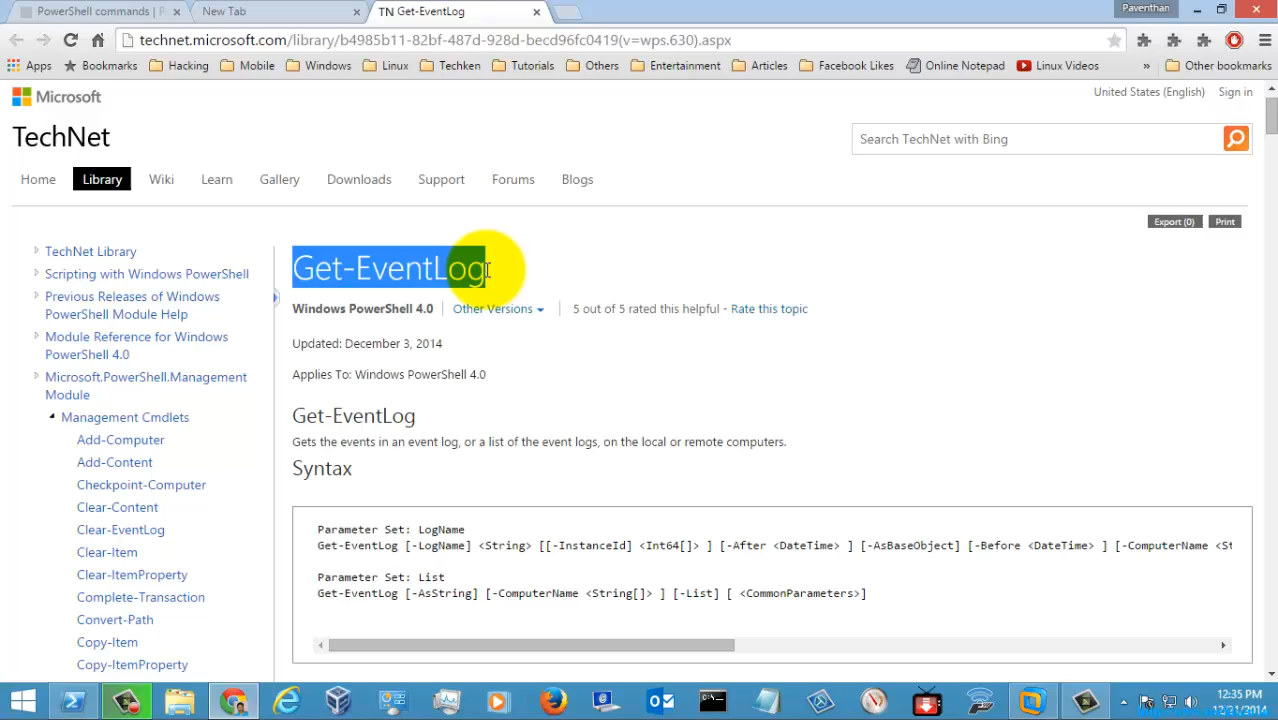 PowerShell commands | P
New Tab
TN Get-EventLog
Paventhan
technet.microsoft.com/library/b4985b11-82bf-487d-928d-becd96fc0419(v=wps.630).aspx
Apps Bookmarks Hacking Mobile Windows Linux Techken Tutorials Others Entertainment Articles Facebook Likes Online Notepad Linux Videos » Other bookmarks
Microsoft
United States (English) Sign in
TechNet
Search TechNet with Bing
Home Library Wiki Learn Gallery Downloads Support Forums Blogs
Export (0) Print
TechNet Library
Scripting with Windows PowerShell
Previous Releases of Windows
PowerShell Module Help
Module Reference for Windows
PowerShell 4.0
Microsoft.PowerShell.Management
Module
Management Cmdlets
Add-Computer
Add-Content
Checkpoint-Computer
Clear-Content
Clear-EventLog
Clear-Item
Clear-ItemProperty
Complete-Transaction
Convert-Path
Copy-Item
Copy-ItemProperty
Get-EventLog
Windows PowerShell 4.0 Other Versions 5 out of 5 rated this helpful - Rate this topic
Updated: December 3, 2014
Applies To: Windows PowerShell 4.0
Get-EventLog
Gets the events in an event log, or a list of the event logs, on the local or remote computers.
Syntax
Parameter Set: LogName
Get-EventLog [-LogName] <String> [[-InstanceId] <Int64[]> ] [-After <DateTime> ] [-AsBaseObject] [-Before <DateTime> ] [-ComputerName <St
Parameter Set: List
Get-EventLog [-AsString] [-ComputerName <String[]> ] [-List] [ <CommonParameters>]
12:35 PM
12/31/2014